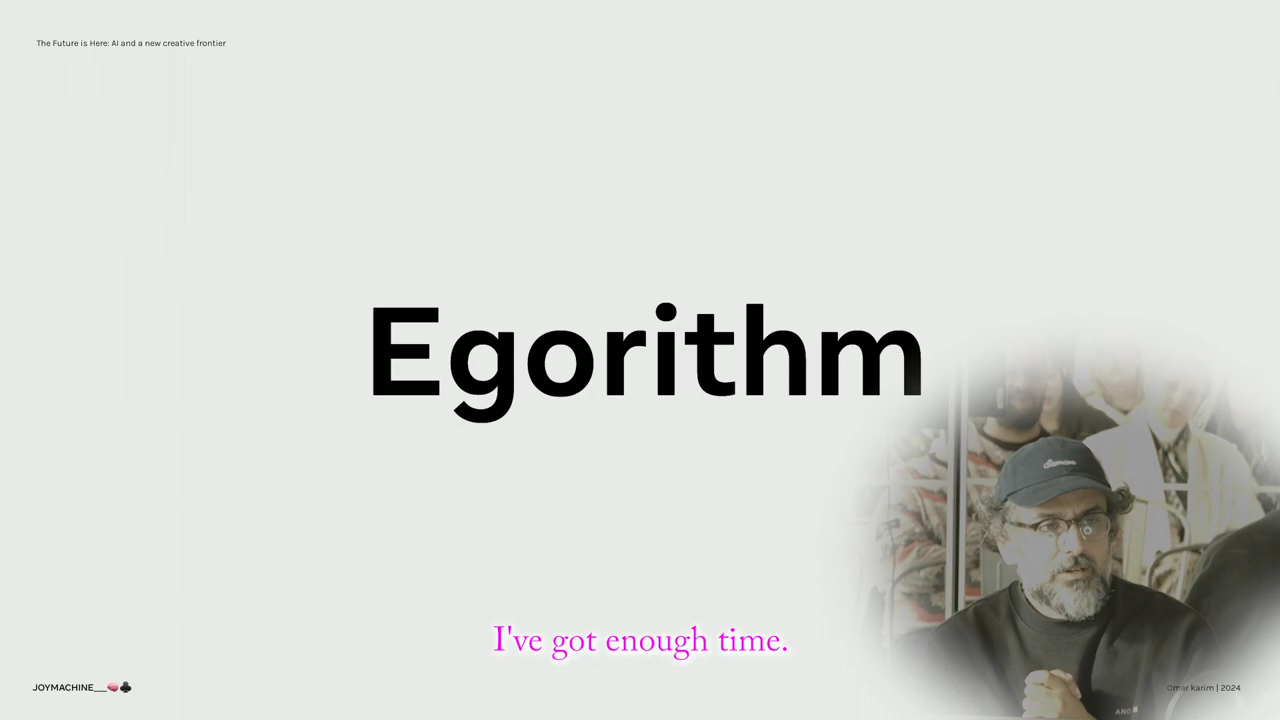 The Future is Here: AI and a new creative frontier
Egorithm
I've got enough time.
JOYMACHINE__🧠♣️
Omar karim | 2024